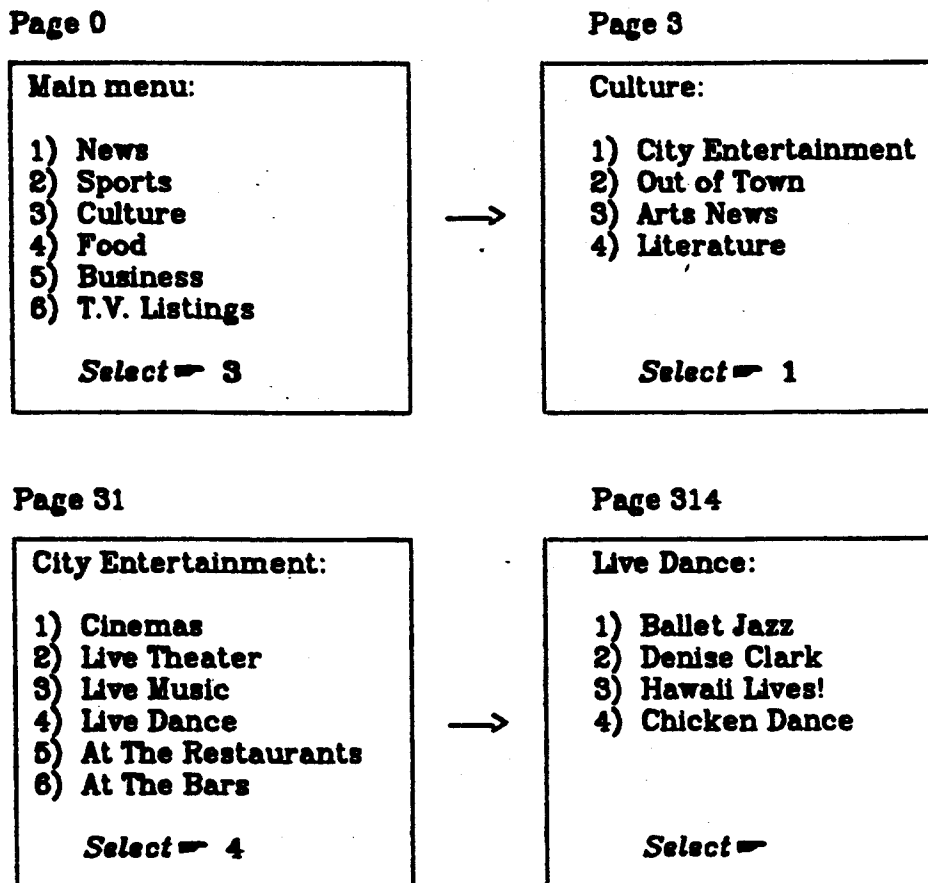 Page 0
Main menu:
1) News
2) Sports
3) Culture
4) Food
5) Business
6) T.V. Listings
Select ☛ 3
Page 3
Culture:
1) City Entertainment
2) Out of Town
3) Arts News
4) Literature
Select ☛ 1
Page 31
City Entertainment:
1) Cinemas
2) Live Theater
3) Live Music
4) Live Dance
5) At The Restaurants
6) At The Bars
Select ☛ 4
Page 314
Live Dance:
1) Ballet Jazz
2) Denise Clark
3) Hawaii Lives!
4) Chicken Dance
Select ☛